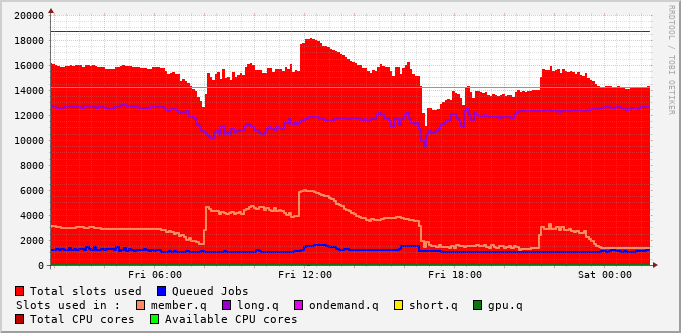 20000
18000
16000
14000
12000
10000
8000
6000
4000
2000
0
Fri 06:00 Fri 12:00 Fri 18:00 Sat 00:00
RRDTOOL / TOBI OETIKER
Total slots used Queued Jobs
Slots used in : member.q long.q ondemand.q short.q gpu.q
Total CPU cores Available CPU cores